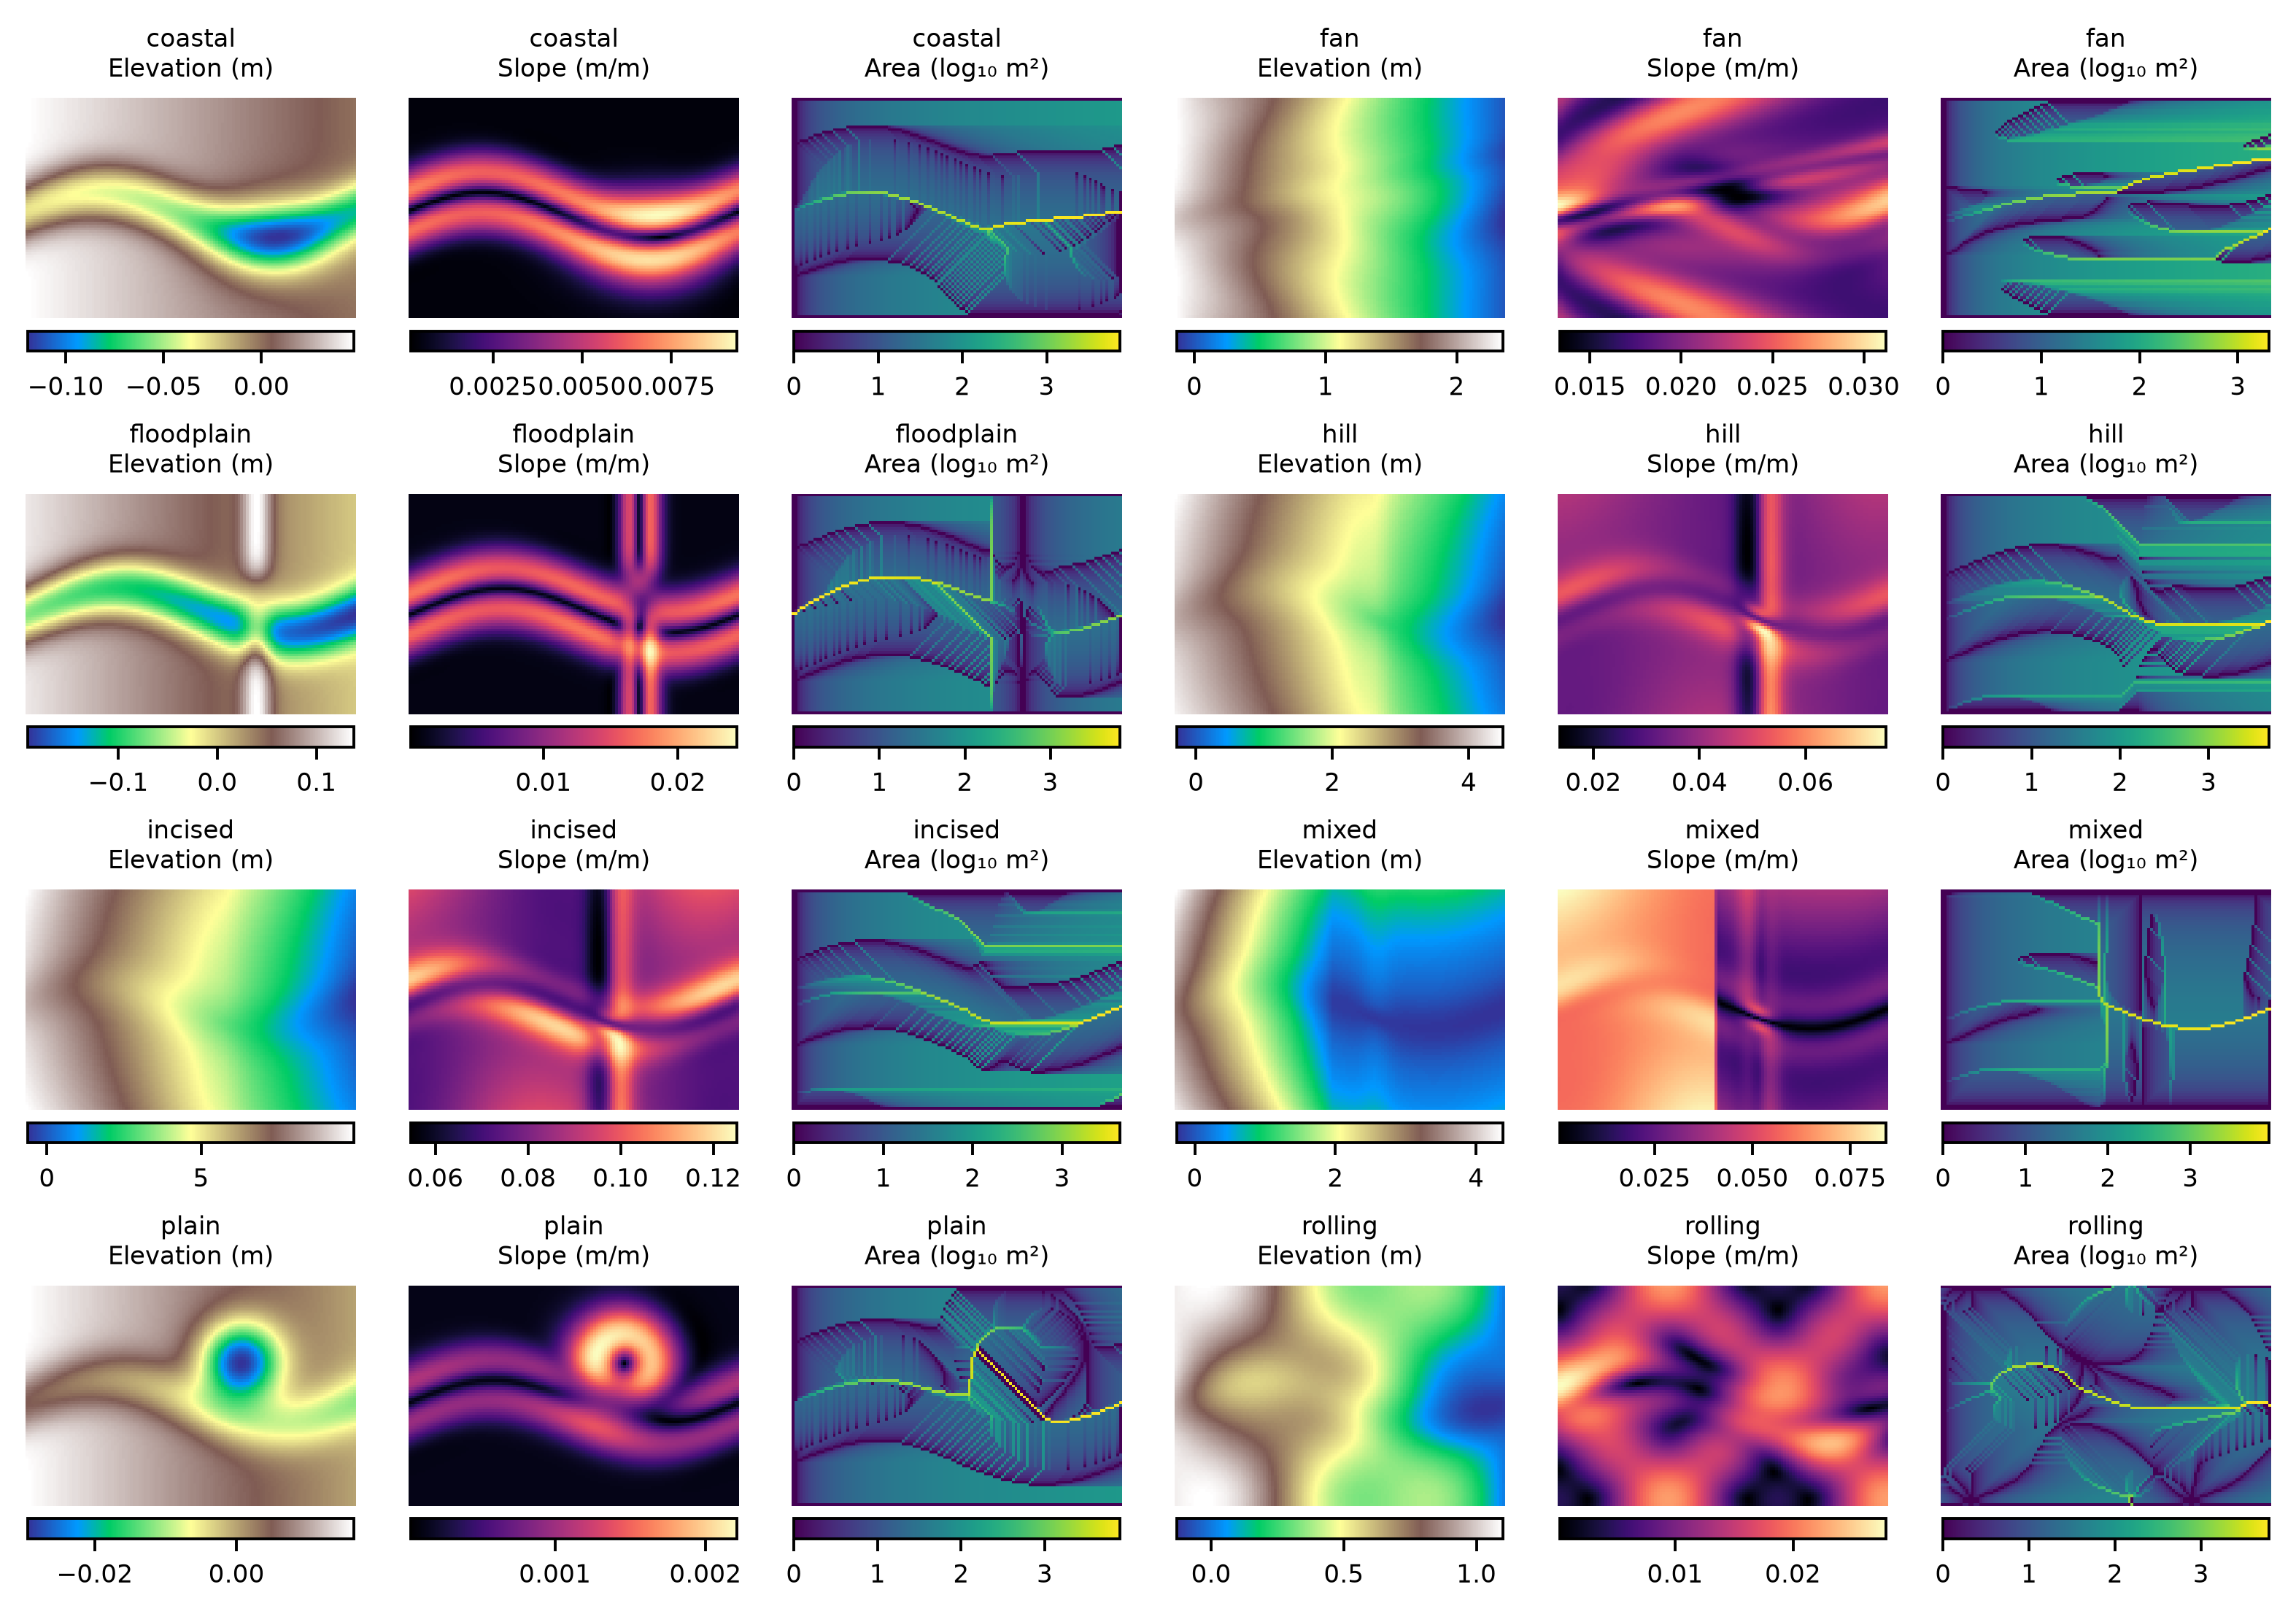 coastal
Elevation (m)
coastal
Slope (m/m)
coastal
Area (log₁₀ m²)
fan
Elevation (m)
fan
Slope (m/m)
fan
Area (log₁₀ m²)
−0.10 −0.05 0.00
0.0025 0.0050 0.0075
0 1 2 3
0 1 2
0.015 0.020 0.025 0.030
0 1 2 3
floodplain
Elevation (m)
floodplain
Slope (m/m)
floodplain
Area (log₁₀ m²)
hill
Elevation (m)
hill
Slope (m/m)
hill
Area (log₁₀ m²)
−0.1 0.0 0.1
0.01 0.02
0 1 2 3
0 2 4
0.02 0.04 0.06
0 1 2 3
incised
Elevation (m)
incised
Slope (m/m)
incised
Area (log₁₀ m²)
mixed
Elevation (m)
mixed
Slope (m/m)
mixed
Area (log₁₀ m²)
0 5
0.06 0.08 0.10 0.12
0 1 2 3
0 2 4
0.025 0.050 0.075
0 1 2 3
plain
Elevation (m)
plain
Slope (m/m)
plain
Area (log₁₀ m²)
rolling
Elevation (m)
rolling
Slope (m/m)
rolling
Area (log₁₀ m²)
−0.02 0.00
0.001 0.002
0 1 2 3
0.0 0.5 1.0
0.01 0.02
0 1 2 3